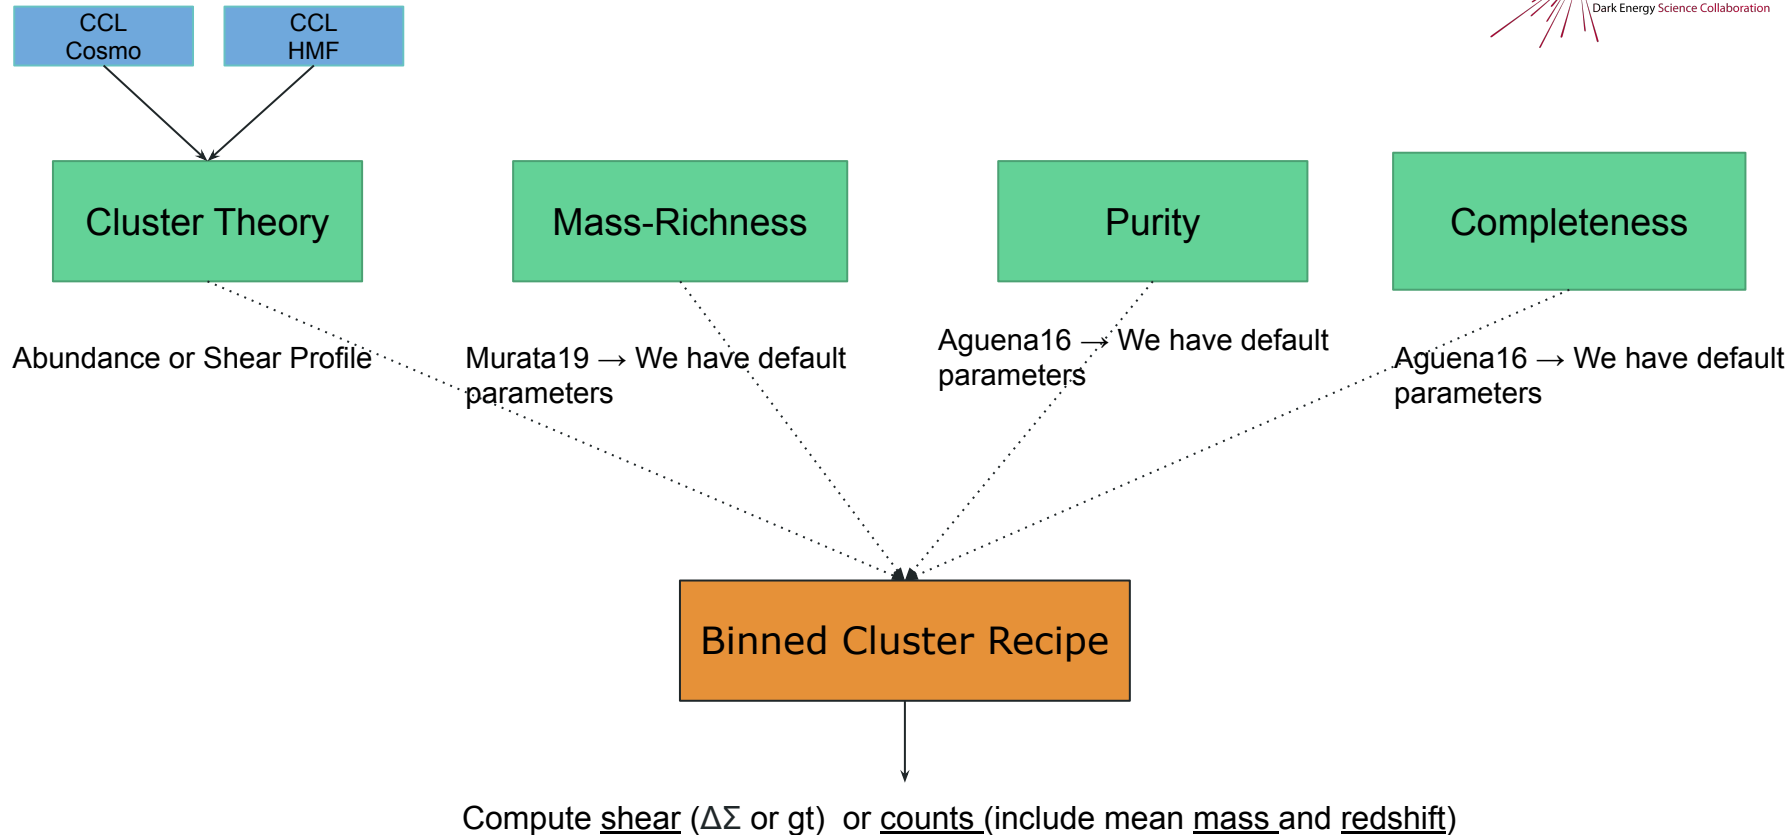 Dark Energy Science Collaboration
CCL
Cosmo
CCL
HMF
Cluster Theory
Mass-Richness
Purity
Completeness
Abundance or Shear Profile
Murata19 → We have default
parameters
Aguena16 → We have default
parameters
Aguena16 → We have default
parameters
Binned Cluster Recipe
Compute shear (ΔΣ or gt)  or counts (include mean mass and redshift)